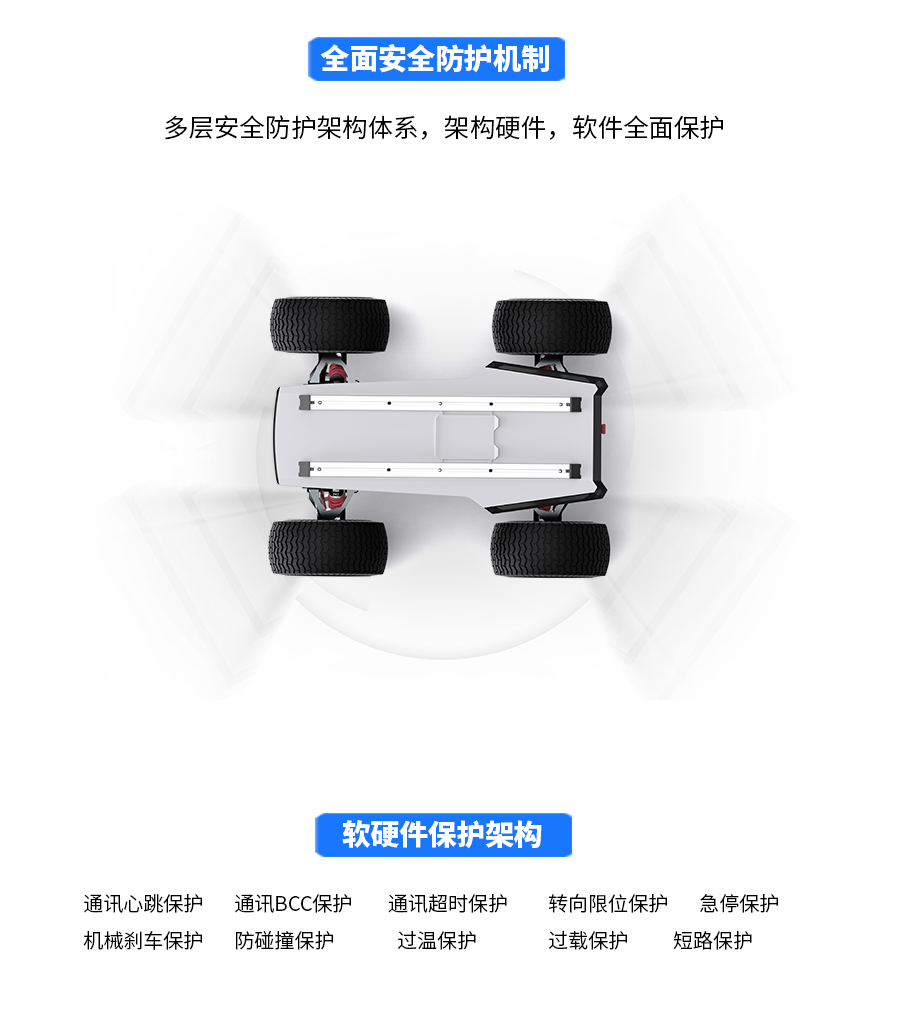 全面安全防护机制
多层安全防护架构体系，架构硬件，软件全面保护
软硬件保护架构
通讯心跳保护 通讯BCC保护 通讯超时保护 转向限位保护 急停保护
机械刹车保护 防碰撞保护 过温保护 过载保护 短路保护